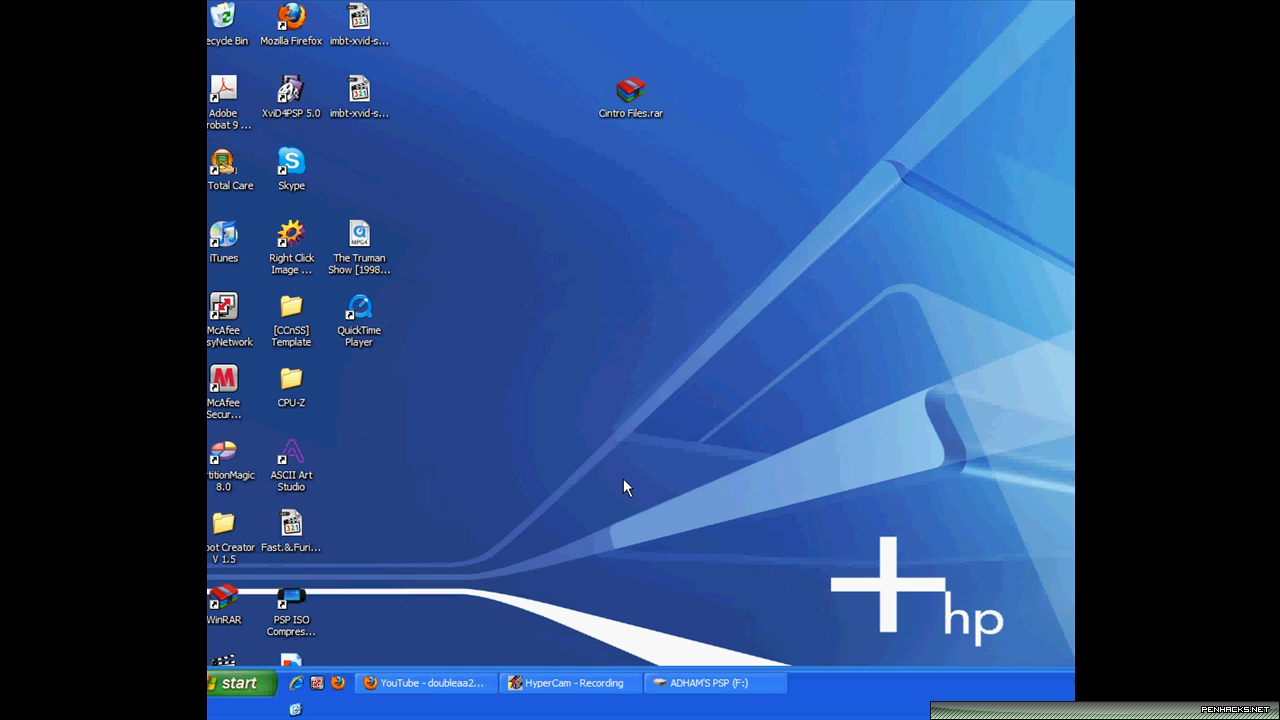 ecycle Bin
Mozilla Firefox
imbt-xvid-s...
Cintro Files.rar
Adobe
robat 9 ...
XviD4PSP 5.0
imbt-xvid-s...
Total Care
Skype
iTunes
Right Click
Image ...
MPG4
The Truman
Show [1998...
McAfee
syNetwork
[CCnSS]
Template
QuickTime
Player
McAfee
Secur...
CPU-Z
titionMagic
8.0
ASCII Art
Studio
oot Creator
V 1.5
Fast.&.Furi...
WinRAR
PSP ISO
Compres...
hp
start
YouTube - doubleaa2...
HyperCam - Recording
ADHAM'S PSP (F:)
PENHACKS.NET